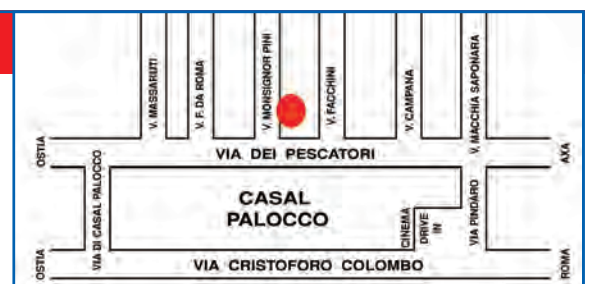 V. MASSARUTI
V. F. DA ROMA
V. MONSIGNOR PINI
V. FACCHINI
V. CAMPANA
V. MACCHIA SAPONARA
OSTIA
VIA DEI PESCATORI
AXA
VIA DI CASAL PALOCCO
CASAL
PALOCCO
CINEMA
DRIVE
IN
VIA PINDARO
OSTIA
VIA CRISTOFORO COLOMBO
ROMA